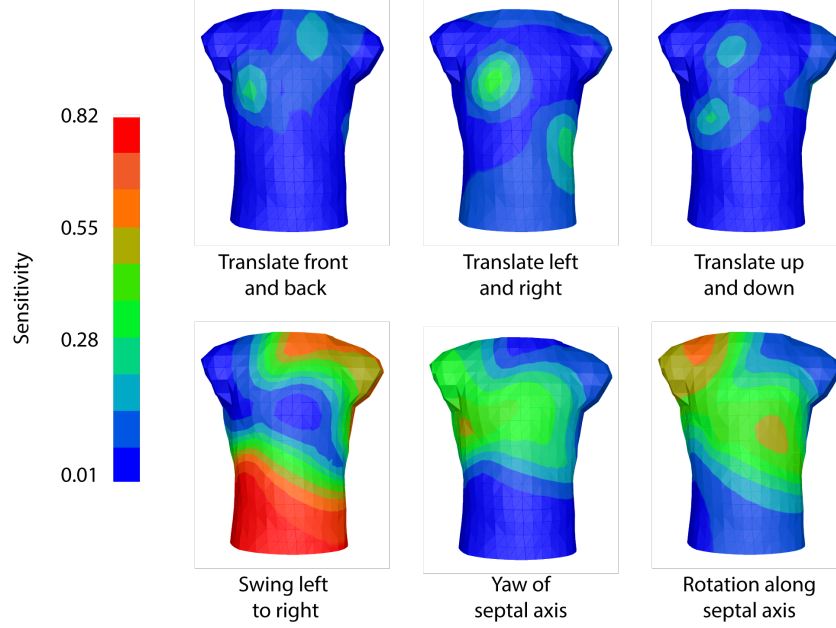 Sensitivity
0.82
0.55
0.28
0.01
Translate front
and back
Translate left
and right
Translate up
and down
Swing left
to right
Yaw of
septal axis
Rotation along
septal axis